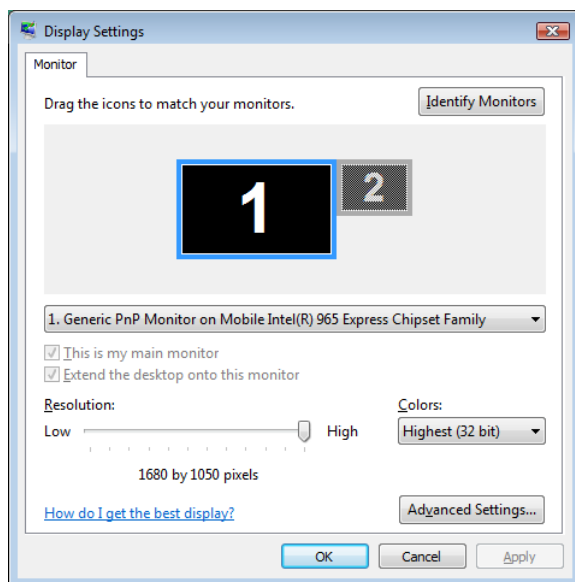 Display Settings
Monitor
Drag the icons to match your monitors.
Identify Monitors
1
2
1. Generic PnP Monitor on Mobile Intel(R) 965 Express Chipset Family
This is my main monitor
Extend the desktop onto this monitor
Resolution:
Colors:
Low
High
Highest (32 bit)
1680 by 1050 pixels
How do I get the best display?
Advanced Settings...
OK
Cancel
Apply